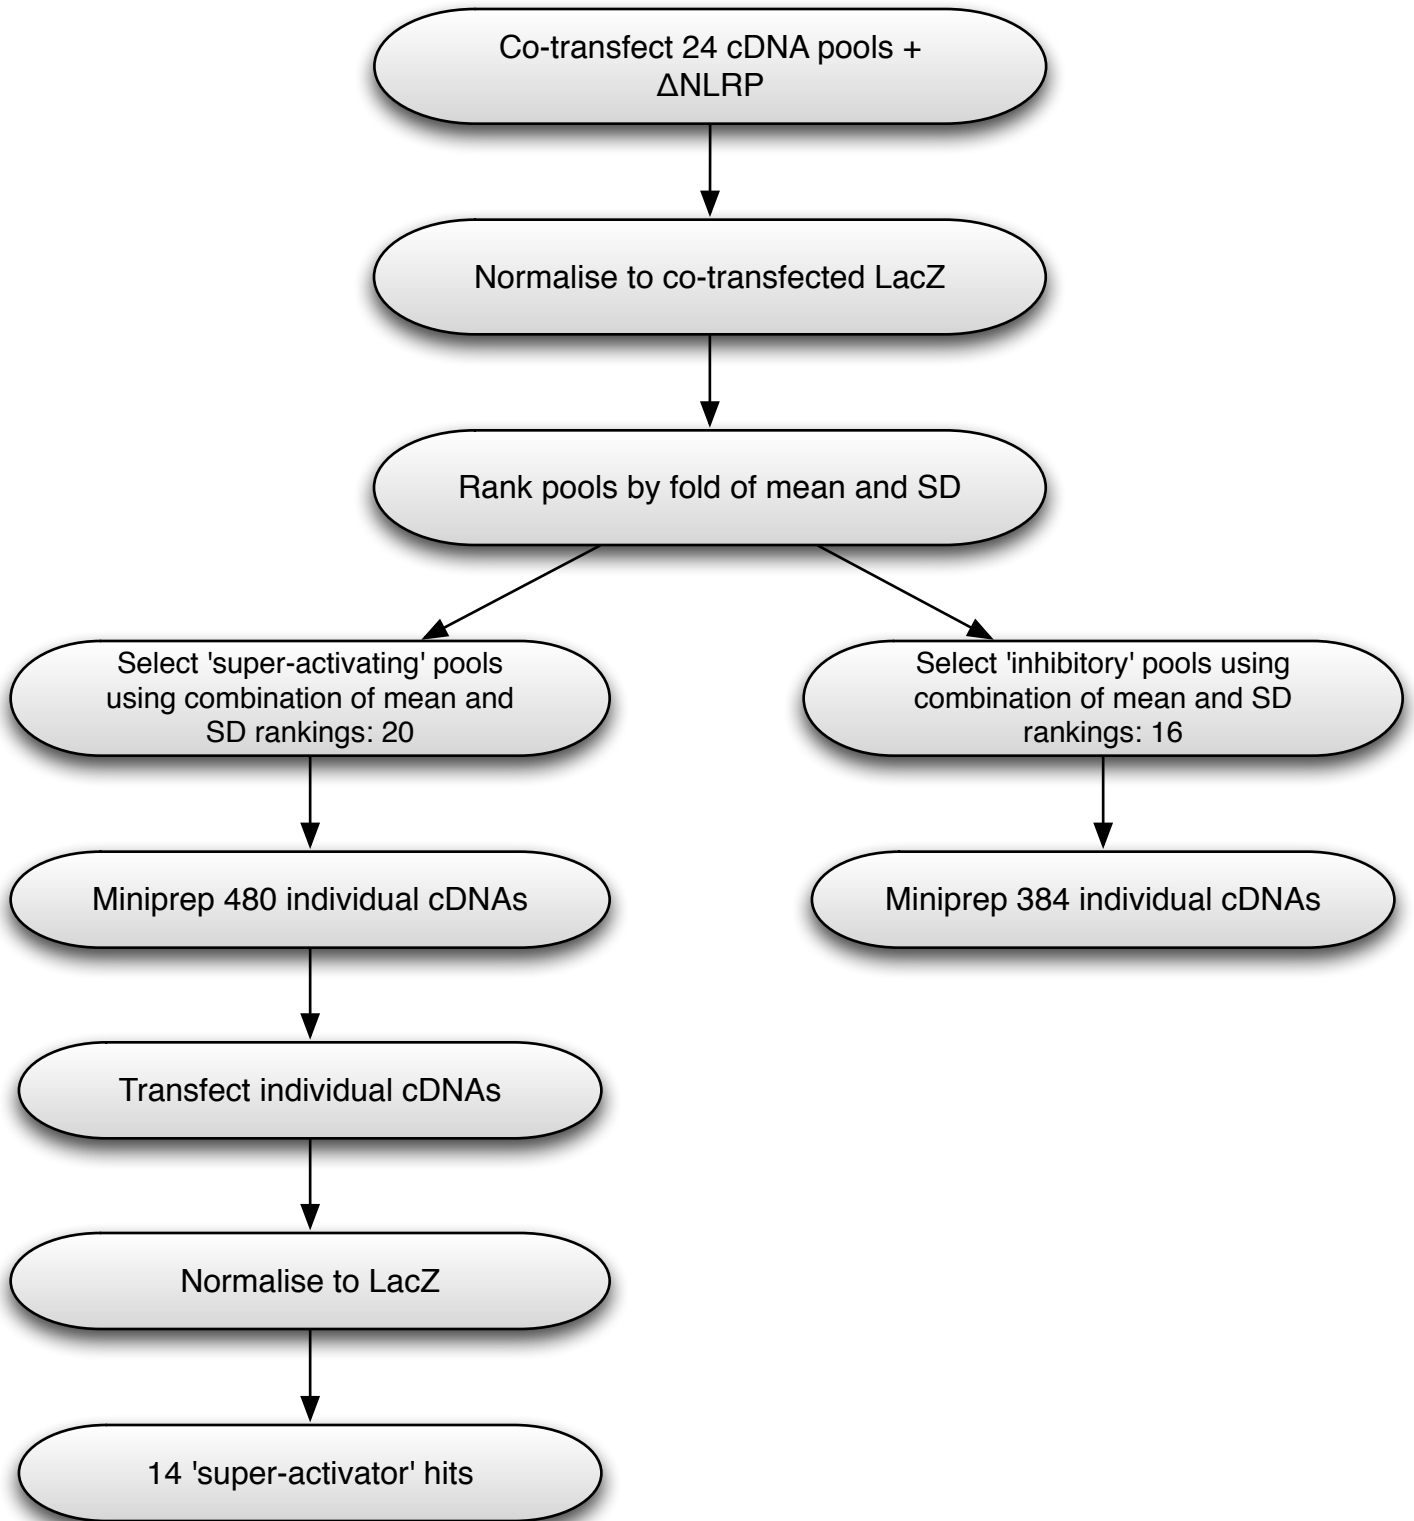 Co-transfect 24 cDNA pools +
ΔNLRP
Normalise to co-transfected LacZ
Rank pools by fold of mean and SD
Select 'super-activating' pools
using combination of mean and
SD rankings: 20
Select 'inhibitory' pools using
combination of mean and SD
rankings: 16
Miniprep 480 individual cDNAs
Miniprep 384 individual cDNAs
Transfect individual cDNAs
Normalise to LacZ
14 'super-activator' hits